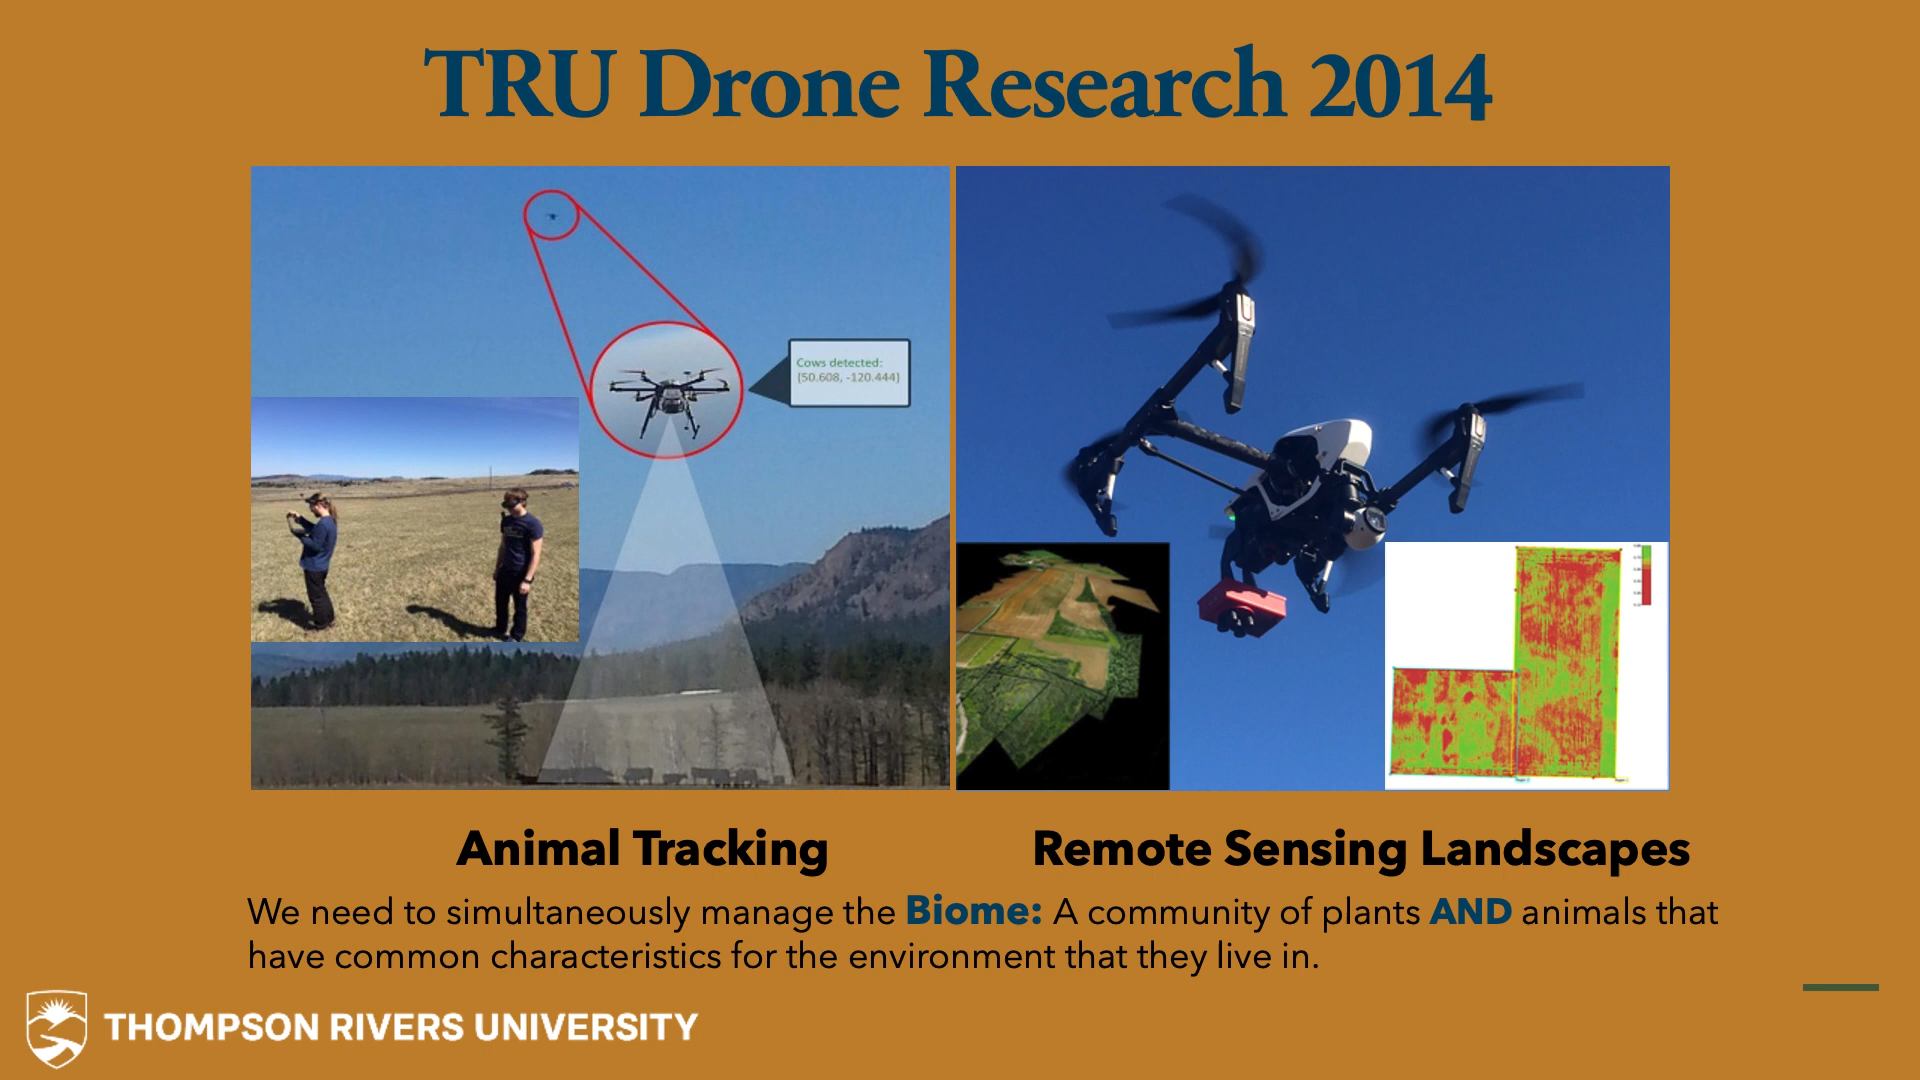 TRU Drone Research 2014
Cows detected:
[50.608, -120.444]
Animal Tracking
Remote Sensing Landscapes
We need to simultaneously manage the Biome: A community of plants AND animals that
have common characteristics for the environment that they live in.
THOMPSON RIVERS UNIVERSITY